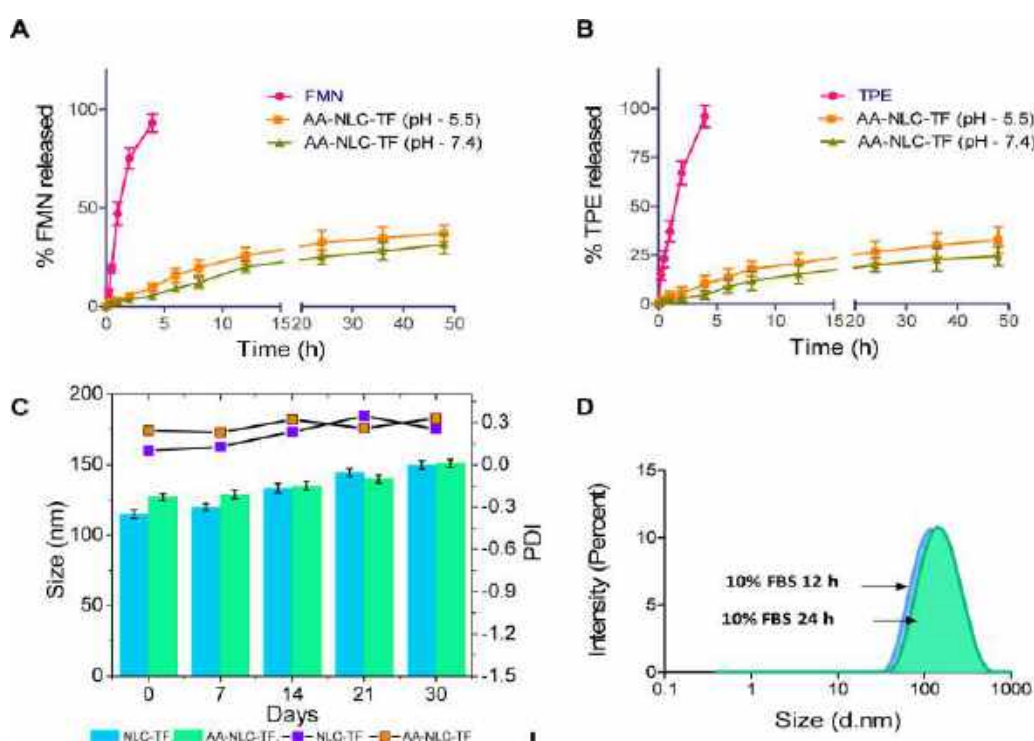 A
FMN
AA-NLC-TF (pH - 5.5)
AA-NLC-TF (pH - 7.4)
% FMN released
100
50
0
0 5 10 15 20 30 40 50
Time (h)
B
TPE
AA-NLC-TF (pH - 5.5)
AA-NLC-TF (pH - 7.4)
% TPE released
100
75
50
25
0
0 5 10 15 20 30 40 50
Time (h)
C
Size (nm)
200
150
100
50
0
0.3
0.0
-0.3
-0.6
-0.9
-1.2
-1.5
PDI
0 7 14 21 30
Days
NLC-TF AA-NLC-TF NLC-TF AA-NLC-TF
D
Intensity (Percent)
15
10
5
0
10% FBS 12 h
10% FBS 24 h
0.1 1 10 100 1000
Size (d.nm)